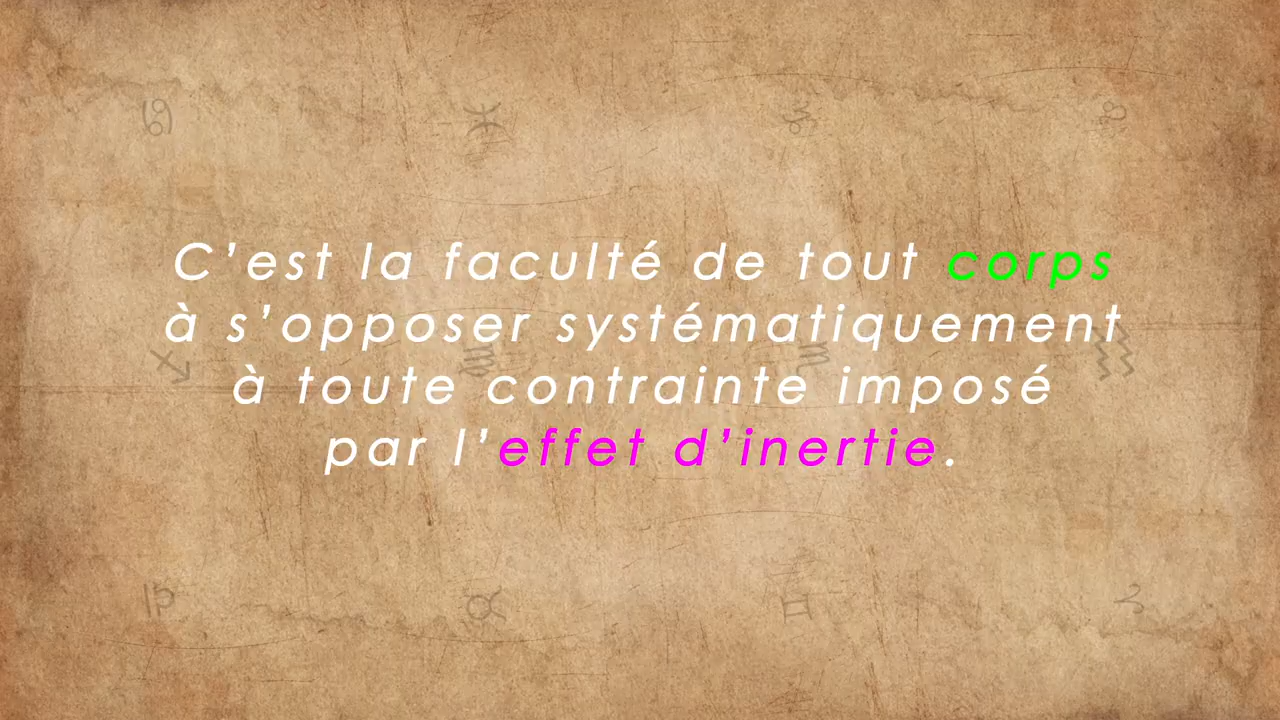 C’est la faculté de tout corps
à s’opposer systématiquement
à toute contrainte imposé
par l’effet d’inertie.